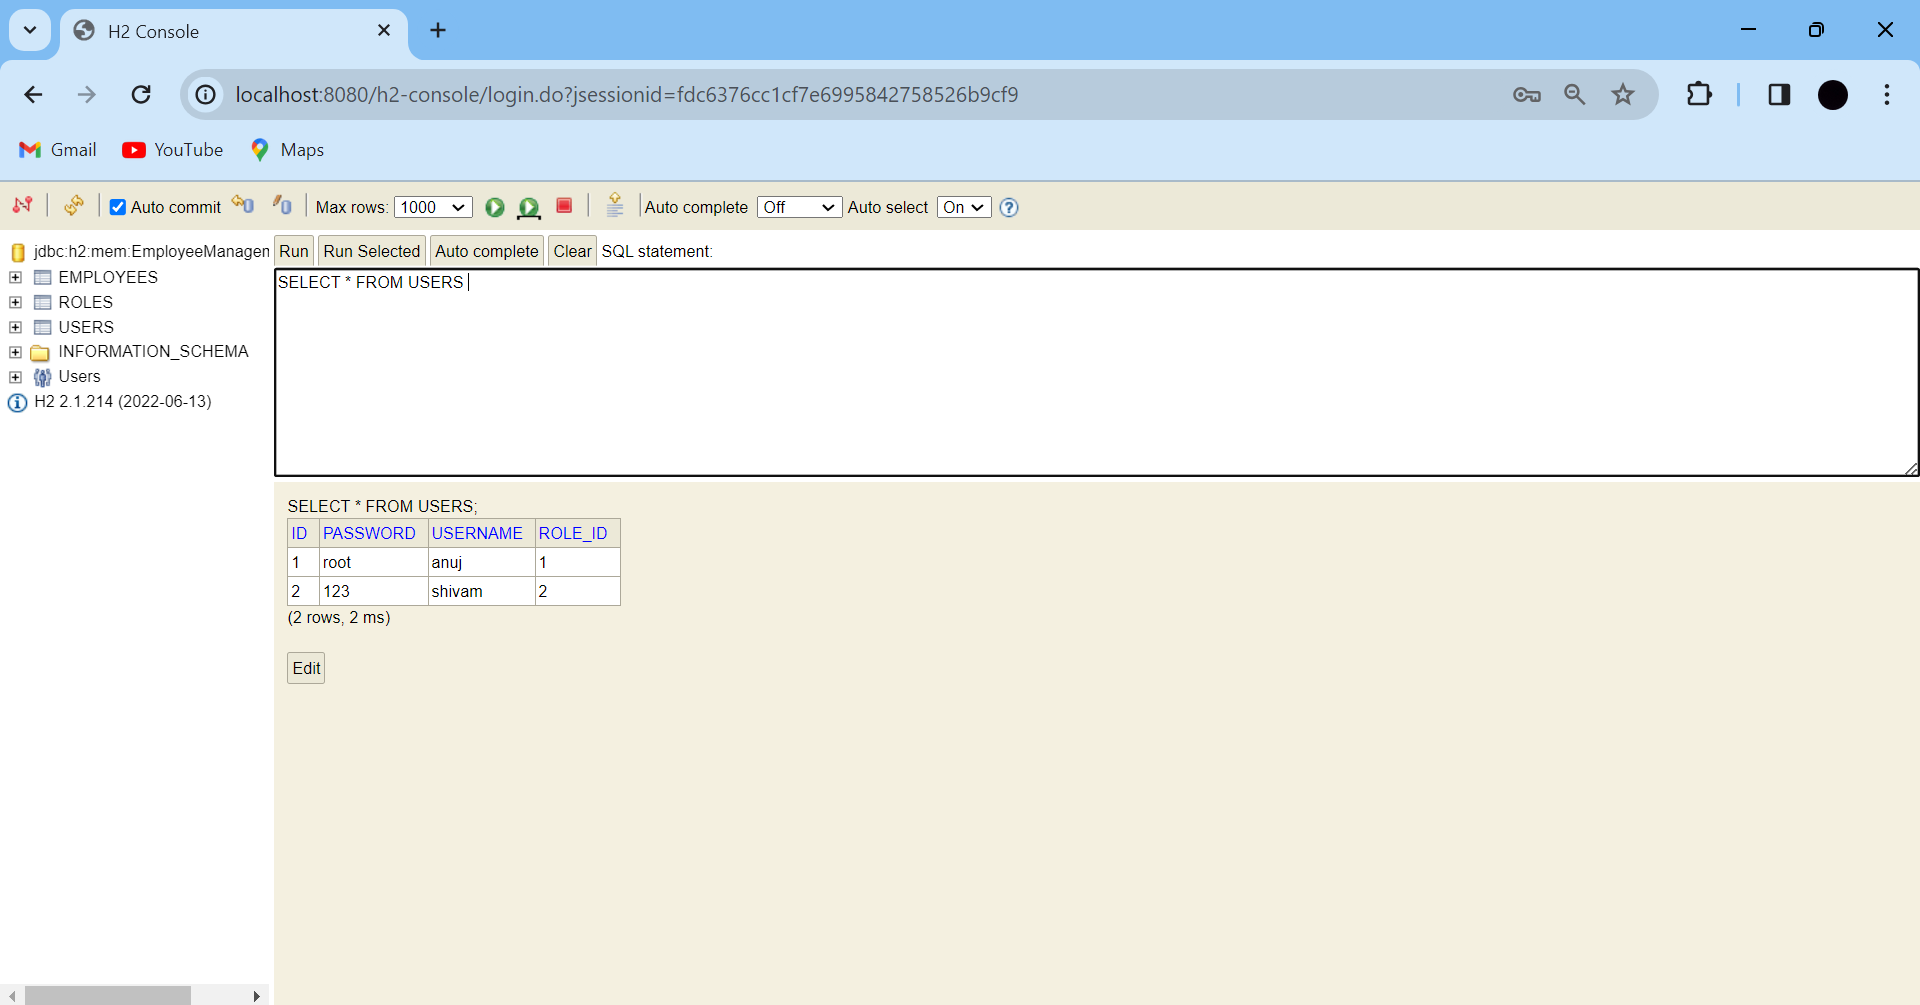 H2 Console
localhost:8080/h2-console/login.do?jsessionid=fdc6376cc1cf7e6995842758526b9cf9
Gmail YouTube Maps
Auto commit Max rows: 1000 Auto complete Off Auto select On ?
jdbc:h2:mem:EmployeeManagen
EMPLOYEES
ROLES
USERS
INFORMATION_SCHEMA
Users
H2 2.1.214 (2022-06-13)
Run Run Selected Auto complete Clear SQL statement:
SELECT * FROM USERS
SELECT * FROM USERS;
ID PASSWORD USERNAME ROLE_ID
1 root anuj 1
2 123 shivam 2
(2 rows, 2 ms)
Edit